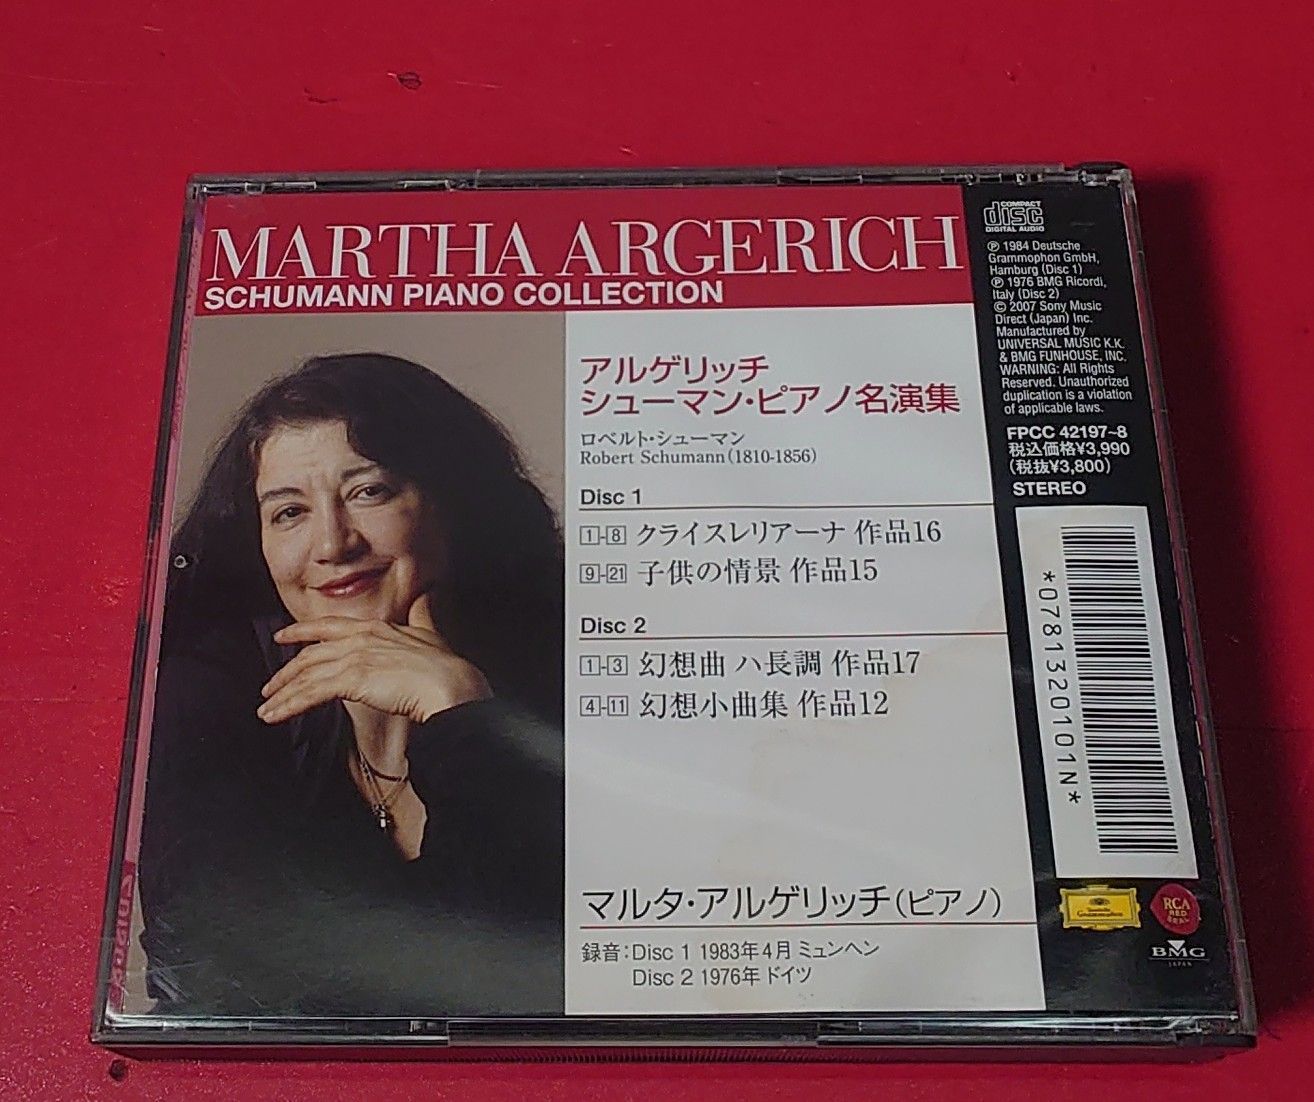 MARTHA ARGERICH
SCHUMANN PIANO COLLECTION
アルゲリッチ
シューマン・ピアノ名演集
ロベルト・シューマン
Robert Schumann (1810-1856)
Disc 1
1-8 クライスレリアーナ 作品16
9-21 子供の情景 作品15
Disc 2
1-3 幻想曲 ハ長調 作品17
4-11 幻想小曲集 作品12
マルタ・アルゲリッチ(ピアノ)
録音:Disc 1 1983年4月 ミュンヘン
Disc 2 1976年 ドイツ
COMPACT
disc
DIGITAL AUDIO
℗ 1984 Deutsche
Grammophon GmbH,
Hamburg (Disc 1)
℗ 1976 BMG Ricordi,
Italy (Disc 2)
© 2007 Sony Music
Direct (Japan) Inc.
Manufactured by
UNIVERSAL MUSIC K.K.
& BMG FUNHOUSE, INC.
WARNING: All Rights
Reserved. Unauthorized
duplication is a violation
of applicable laws.
FPCC 42197~8
税込価格¥3,990
(税抜¥3,800)
STEREO
*0781320101N*
Deutsche
Grammophon
RCA
RED
SEAL
BMG
JAPAN